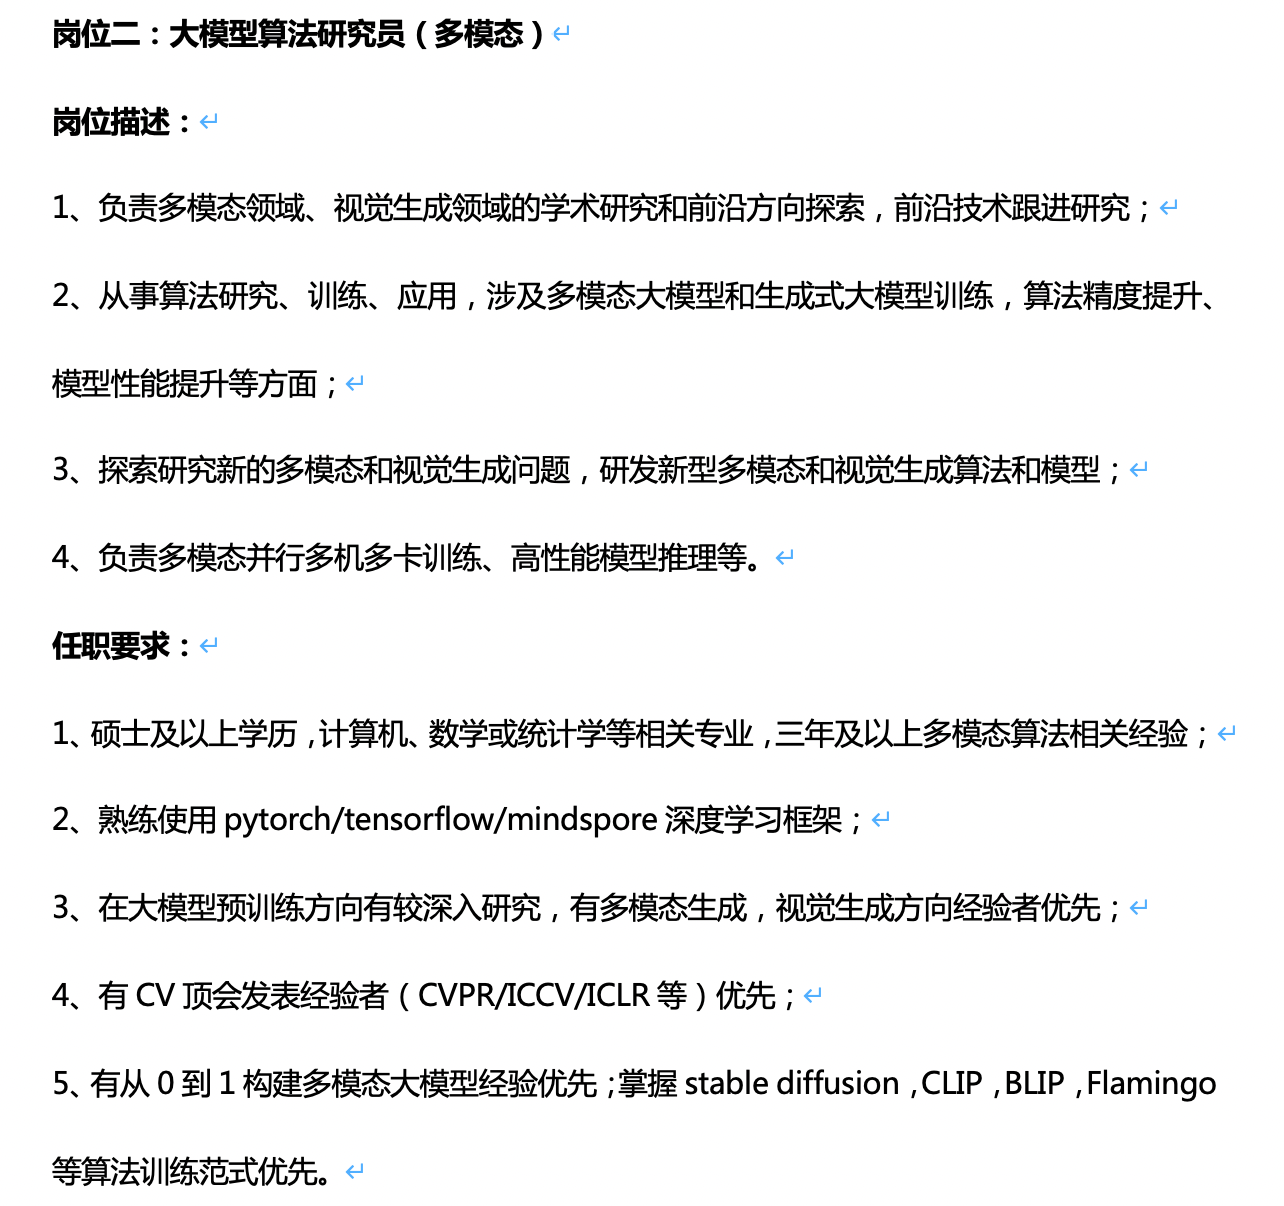 岗位二：大模型算法研究员（多模态）
岗位描述：
1、负责多模态领域、视觉生成领域的学术研究和前沿方向探索，前沿技术跟进研究；
2、从事算法研究、训练、应用，涉及多模态大模型和生成式大模型训练，算法精度提升、
模型性能提升等方面；
3、探索研究新的多模态和视觉生成问题，研发新型多模态和视觉生成算法和模型；
4、负责多模态并行多机多卡训练、高性能模型推理等。
任职要求：
1、硕士及以上学历，计算机、数学或统计学等相关专业，三年及以上多模态算法相关经验；
2、熟练使用 pytorch/tensorflow/mindspore 深度学习框架；
3、在大模型预训练方向有较深入研究，有多模态生成，视觉生成方向经验者优先；
4、有 CV 顶会发表经验者（CVPR/ICCV/ICLR 等）优先；
5、有从 0 到 1 构建多模态大模型经验优先；掌握 stable diffusion，CLIP，BLIP，Flamingo
等算法训练范式优先。